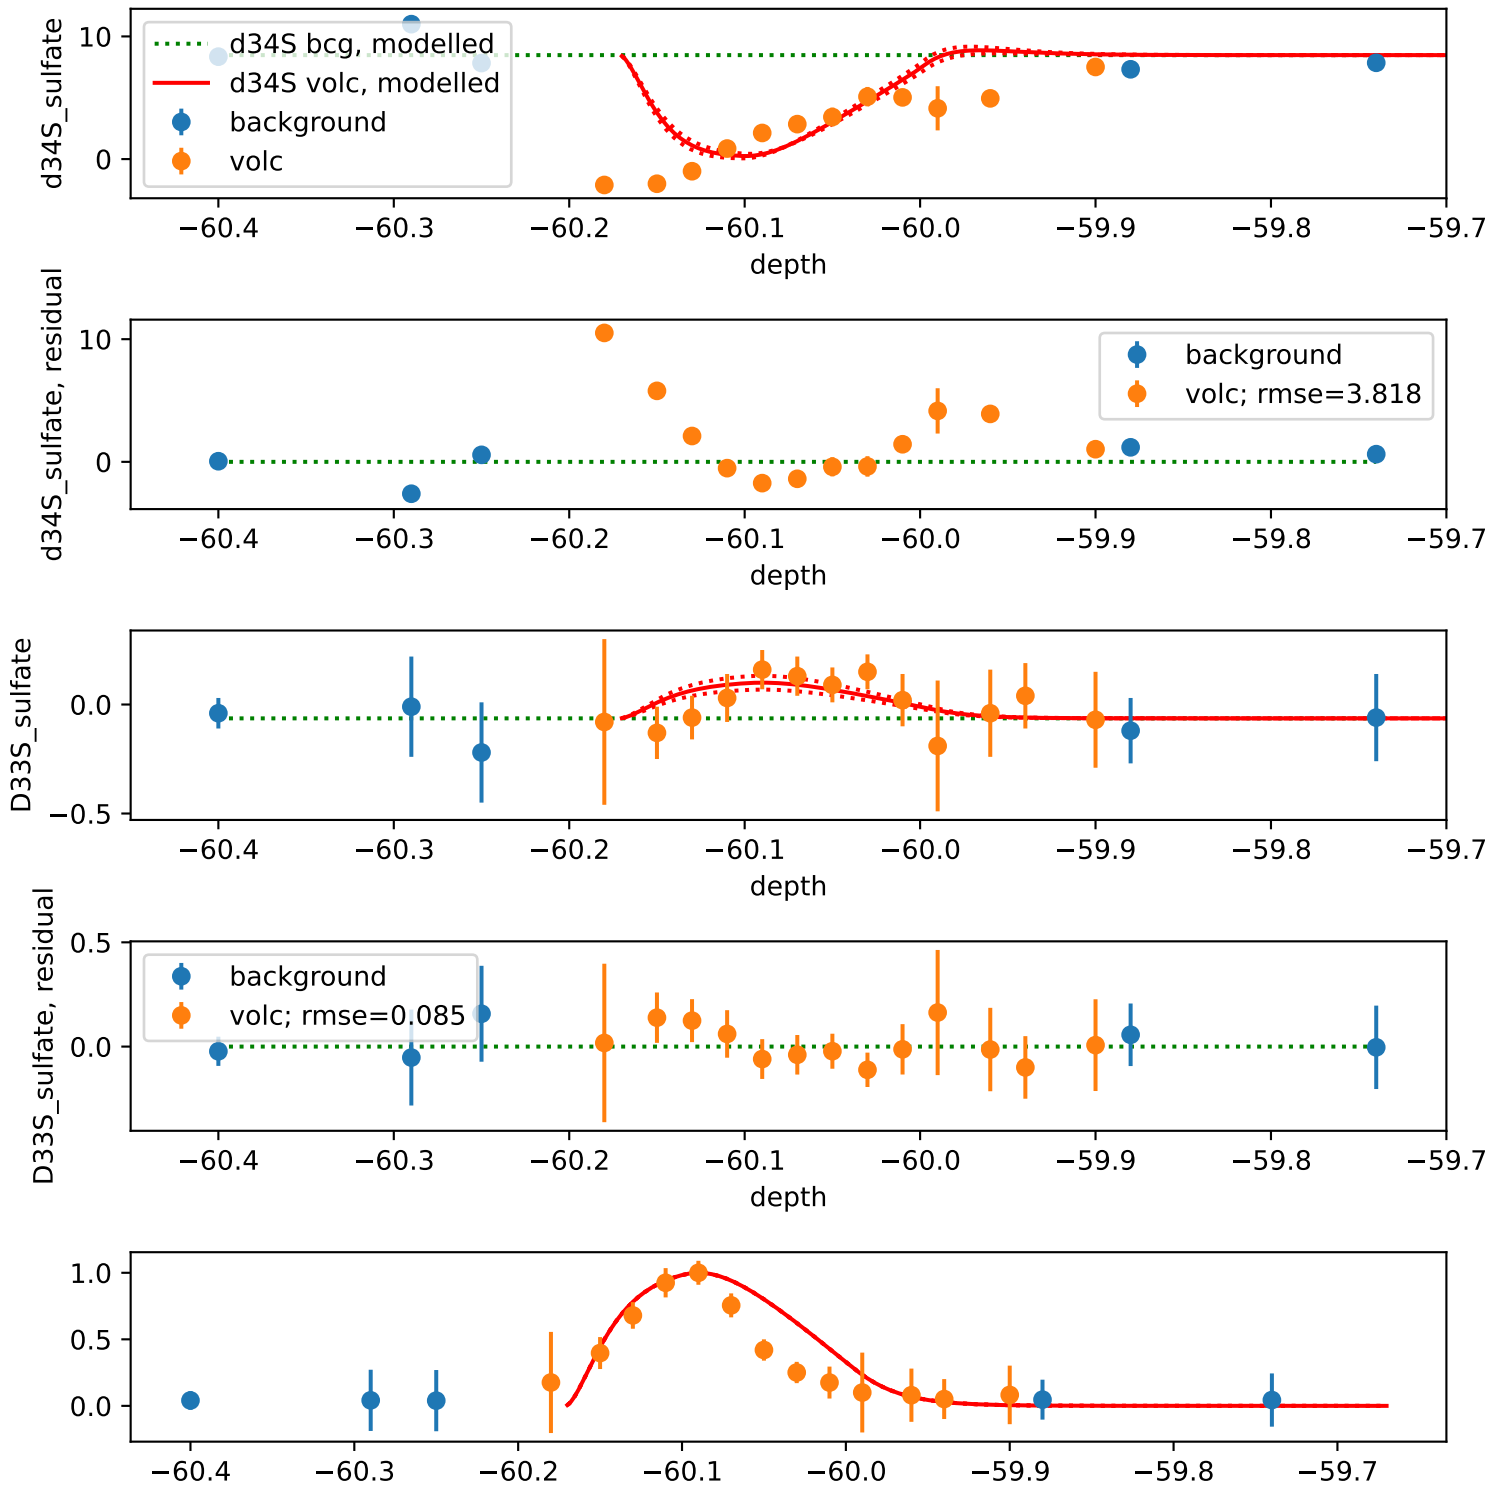 d34S_sulfate
10
0
d34S bcg, modelled
d34S volc, modelled
background
volc
−60.4 −60.3 −60.2 −60.1 −60.0 −59.9 −59.8 −59.7
depth
d34S_sulfate, residual
10
0
background
volc; rmse=3.818
−60.4 −60.3 −60.2 −60.1 −60.0 −59.9 −59.8 −59.7
depth
D33S_sulfate
0.0
−0.5
−60.4 −60.3 −60.2 −60.1 −60.0 −59.9 −59.8 −59.7
depth
D33S_sulfate, residual
0.5
0.0
background
volc; rmse=0.085
−60.4 −60.3 −60.2 −60.1 −60.0 −59.9 −59.8 −59.7
depth
1.0
0.5
0.0
−60.4 −60.3 −60.2 −60.1 −60.0 −59.9 −59.8 −59.7